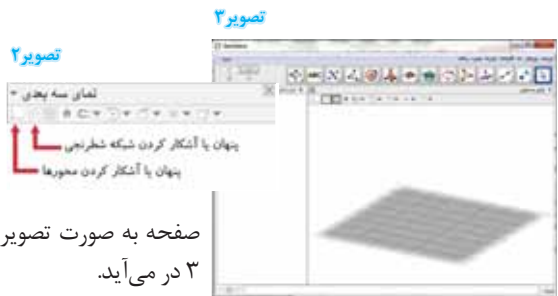 تصویر۳
تصویر۲
نمای سه بعدی
پنهان یا آشکار کردن شبکه شطرنجی
پنهان یا آشکار کردن محورها
صفحه به صورت تصویر
۳ در می‌آید.